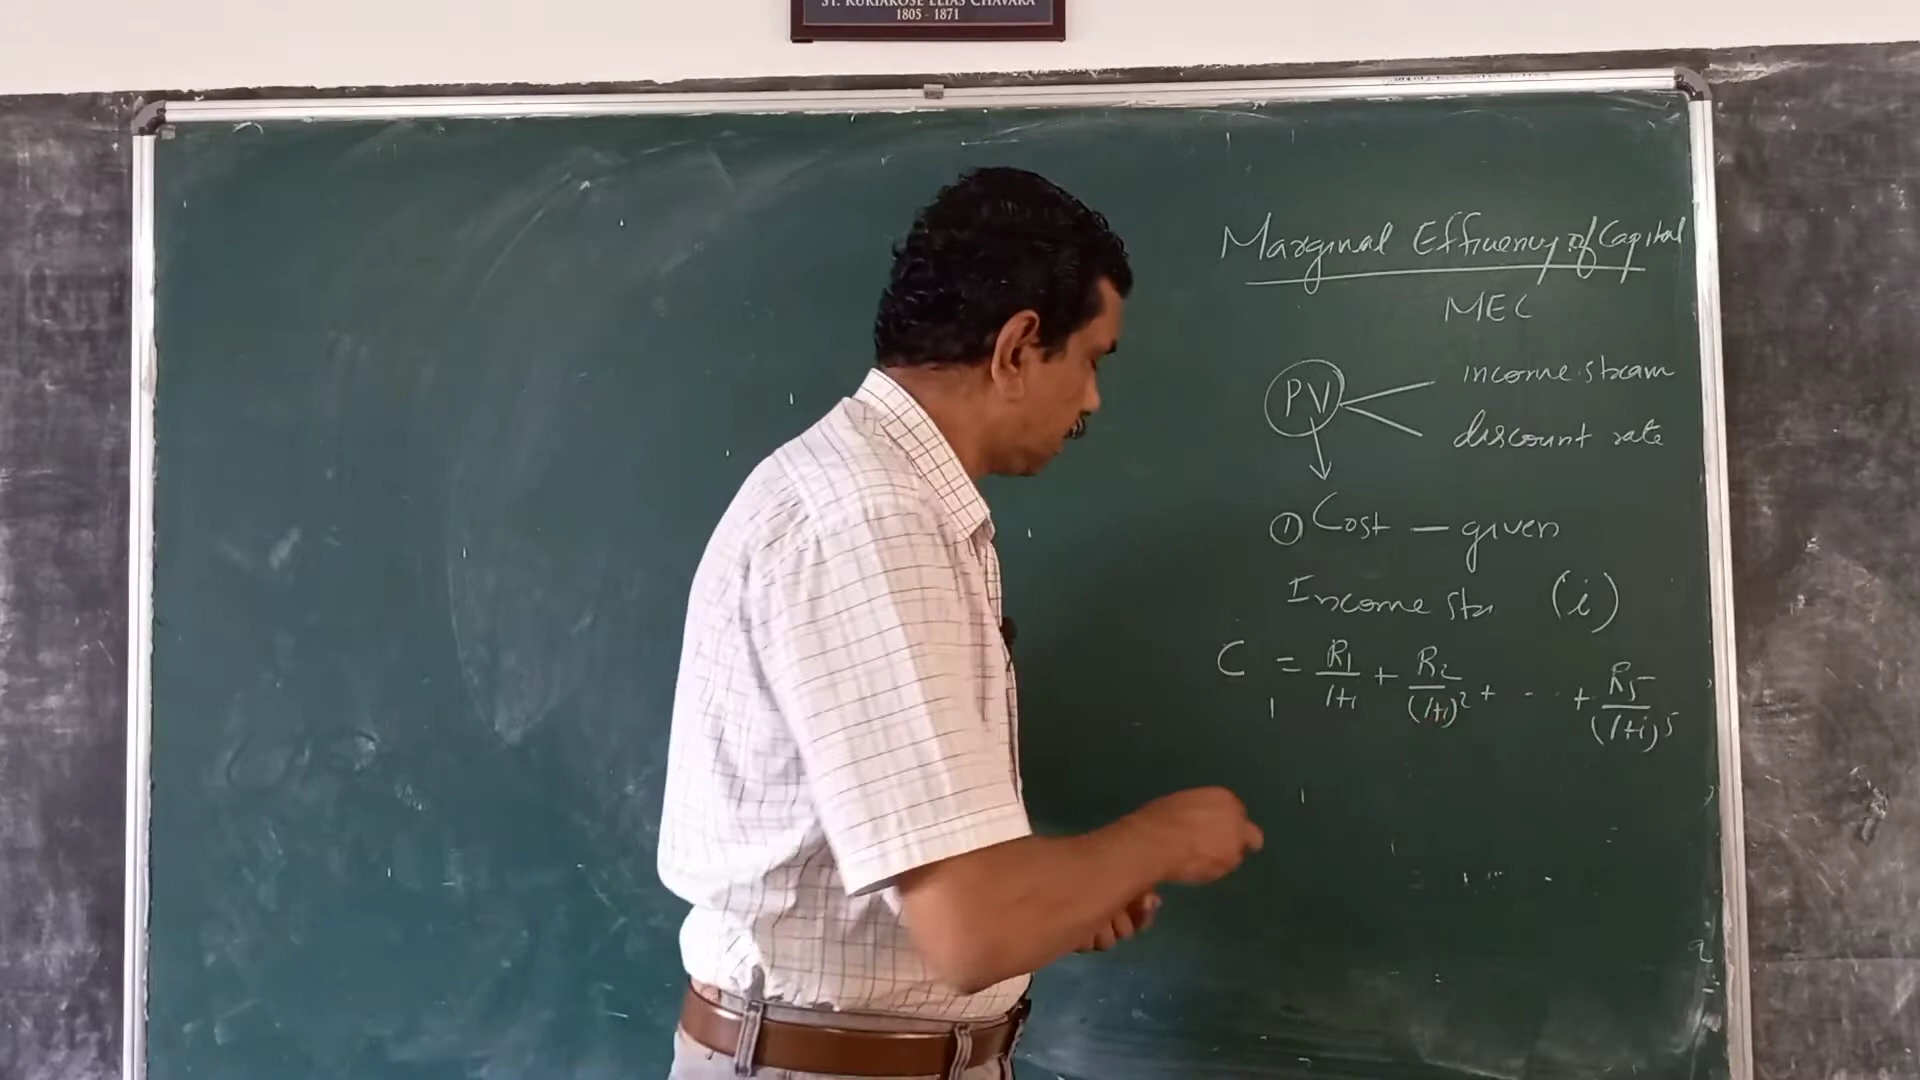 ST. KURIAKOSE ELIAS CHAVARA
1805 - 1871
Marginal Efficiency of Capital
MEC
PV
income stream
discount rate
① Cost — given
Income Str (i)
C = R1/1+i + R2/(1+i)² + - - + R5/(1+i)5